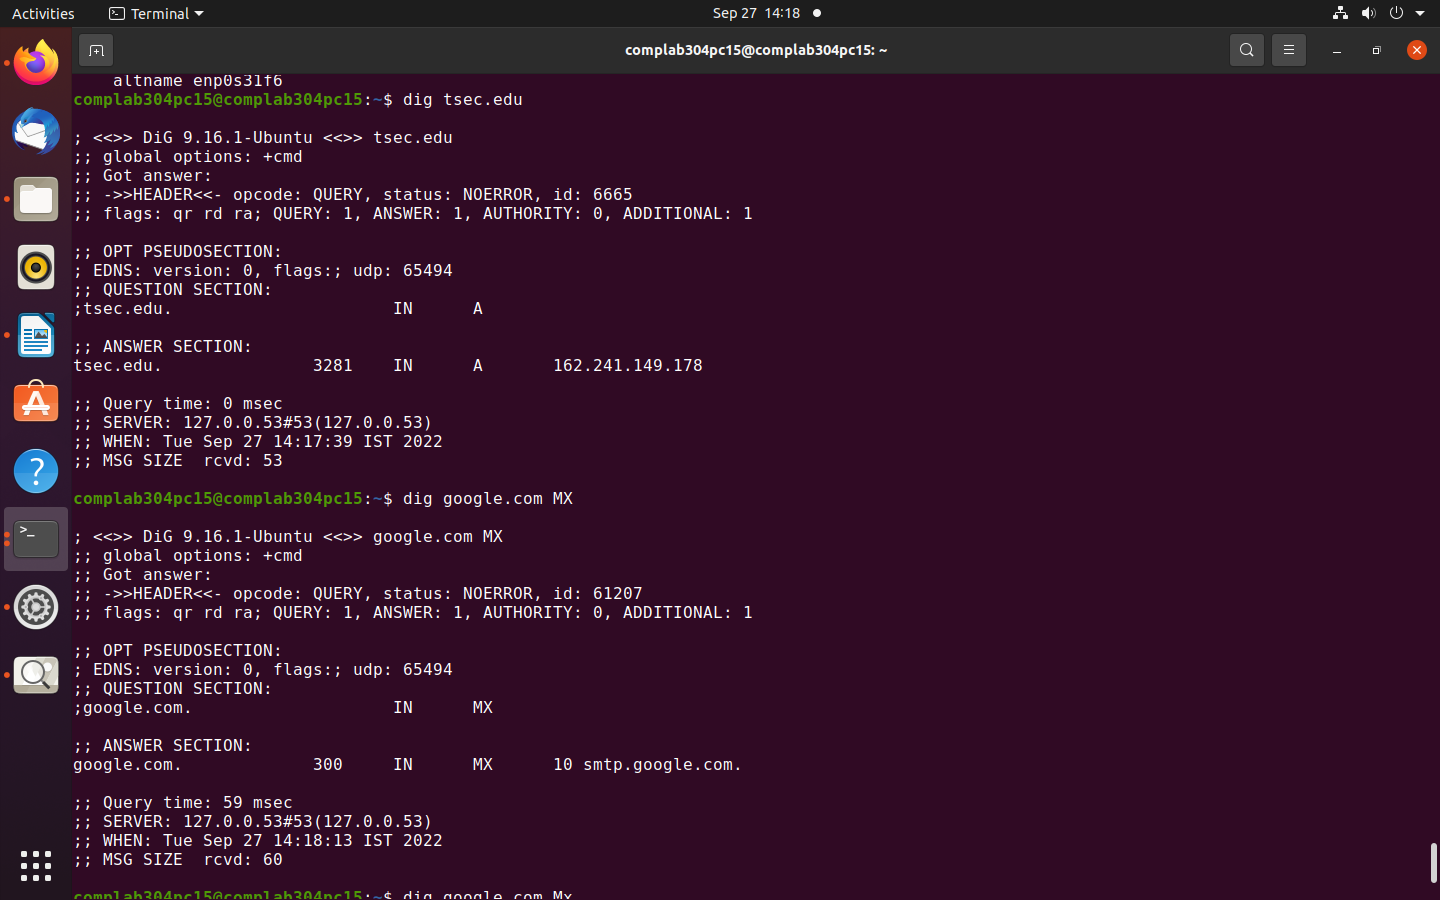 Activities Terminal Sep 27 14:18
complab304pc15@complab304pc15: ~
altname enp0s31f6
complab304pc15@complab304pc15:~$ dig tsec.edu
; <<>> DiG 9.16.1-Ubuntu <<>> tsec.edu
;; global options: +cmd
;; Got answer:
;; ->>HEADER<<- opcode: QUERY, status: NOERROR, id: 6665
;; flags: qr rd ra; QUERY: 1, ANSWER: 1, AUTHORITY: 0, ADDITIONAL: 1
;; OPT PSEUDOSECTION:
; EDNS: version: 0, flags:; udp: 65494
;; QUESTION SECTION:
;tsec.edu. IN A
;; ANSWER SECTION:
tsec.edu. 3281 IN A 162.241.149.178
;; Query time: 0 msec
;; SERVER: 127.0.0.53#53(127.0.0.53)
;; WHEN: Tue Sep 27 14:17:39 IST 2022
;; MSG SIZE  rcvd: 53
complab304pc15@complab304pc15:~$ dig google.com MX
; <<>> DiG 9.16.1-Ubuntu <<>> google.com MX
;; global options: +cmd
;; Got answer:
;; ->>HEADER<<- opcode: QUERY, status: NOERROR, id: 61207
;; flags: qr rd ra; QUERY: 1, ANSWER: 1, AUTHORITY: 0, ADDITIONAL: 1
;; OPT PSEUDOSECTION:
; EDNS: version: 0, flags:; udp: 65494
;; QUESTION SECTION:
;google.com. IN MX
;; ANSWER SECTION:
google.com. 300 IN MX 10 smtp.google.com.
;; Query time: 59 msec
;; SERVER: 127.0.0.53#53(127.0.0.53)
;; WHEN: Tue Sep 27 14:18:13 IST 2022
;; MSG SIZE  rcvd: 60
complab304pc15@complab304pc15:~$ dig google.com Mx